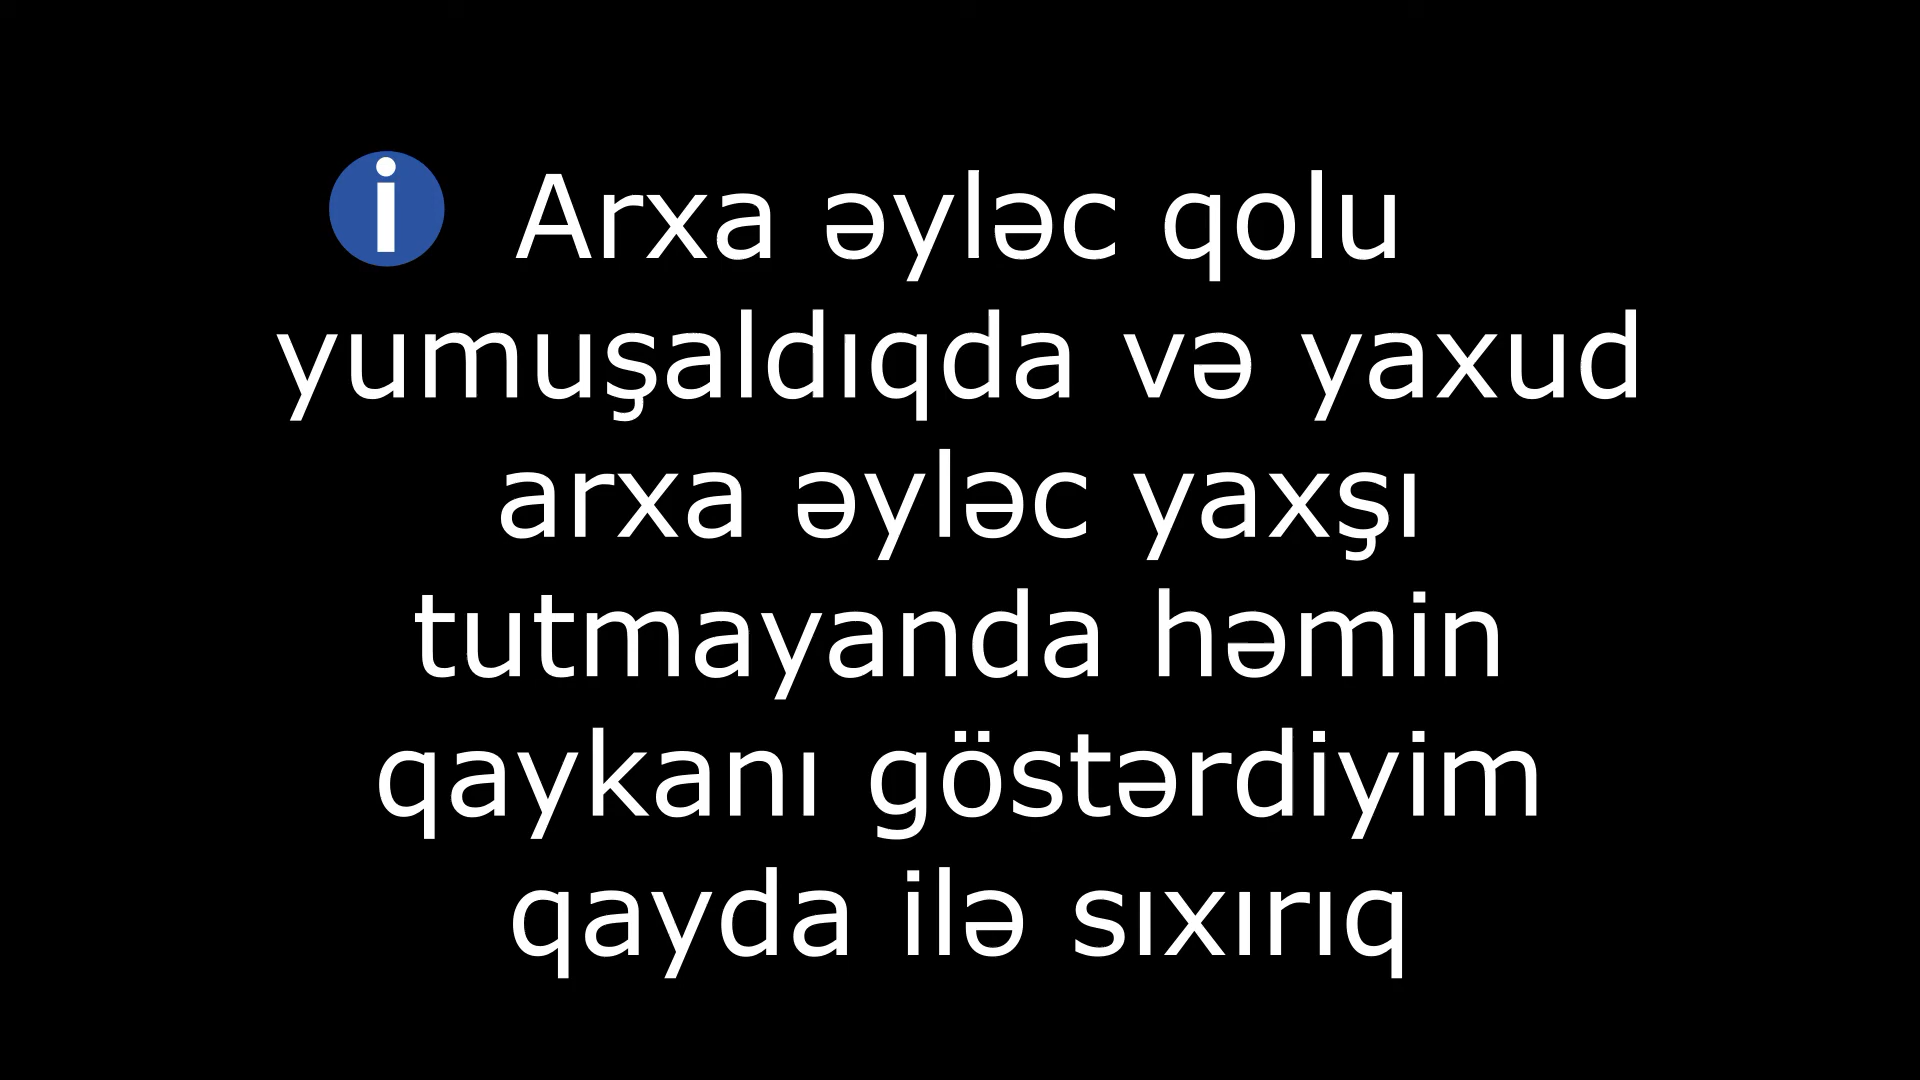 i Arxa əyləc qolu
yumuşaldıqda və yaxud
arxa əyləc yaxşı
tutmayanda həmin
qaykanı göstərdiyim
qayda ilə sıxırıq